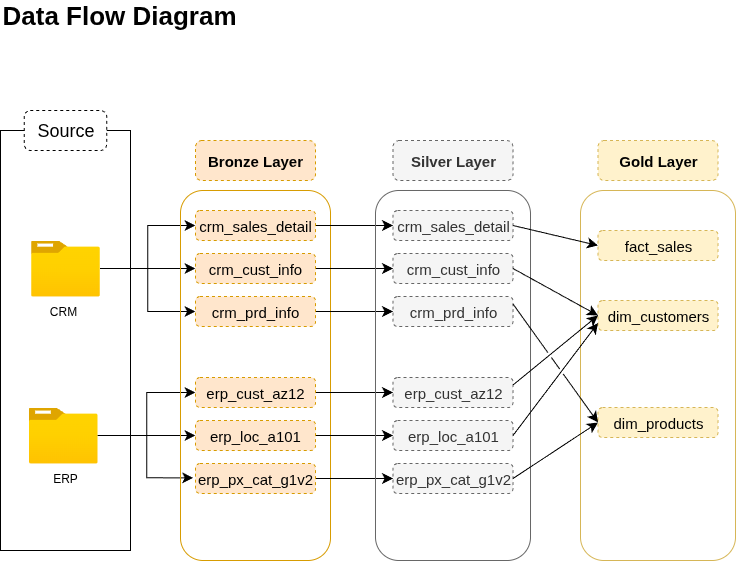 Data Flow Diagram
Source
Bronze Layer
Silver Layer
Gold Layer
crm_sales_detail
crm_cust_info
crm_prd_info
erp_cust_az12
erp_loc_a101
erp_px_cat_g1v2
crm_sales_detail
crm_cust_info
crm_prd_info
erp_cust_az12
erp_loc_a101
erp_px_cat_g1v2
fact_sales
dim_customers
dim_products
CRM
ERP